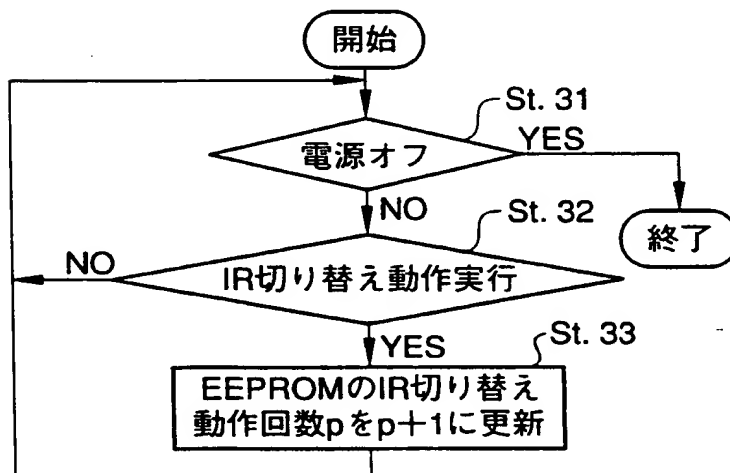 開始
St. 31
電源オフ
YES
NO
終了
St. 32
NO
IR切り替え動作実行
YES
St. 33
EEPROMのIR切り替え
動作回数pをp+1に更新